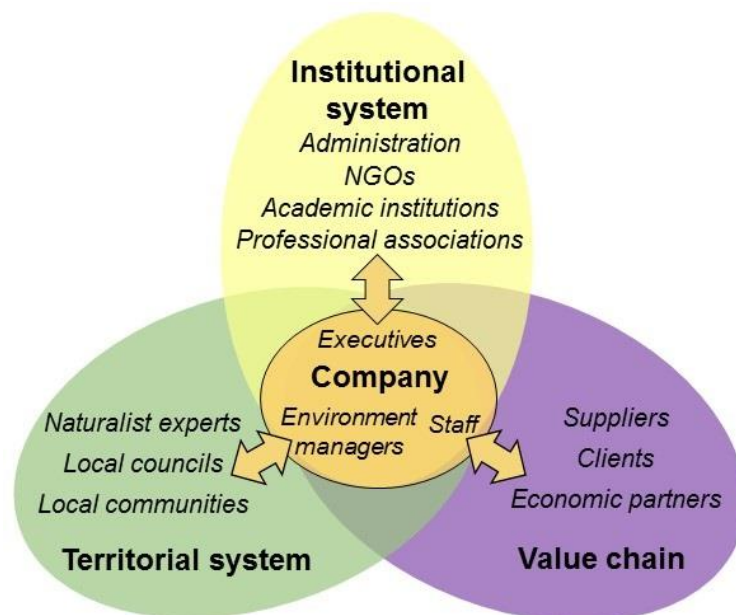 Institutional
system
Administration
NGOs
Academic institutions
Professional associations
Executives
Company
Environment
managers
Staff
Naturalist experts
Local councils
Local communities
Territorial system
Suppliers
Clients
Economic partners
Value chain